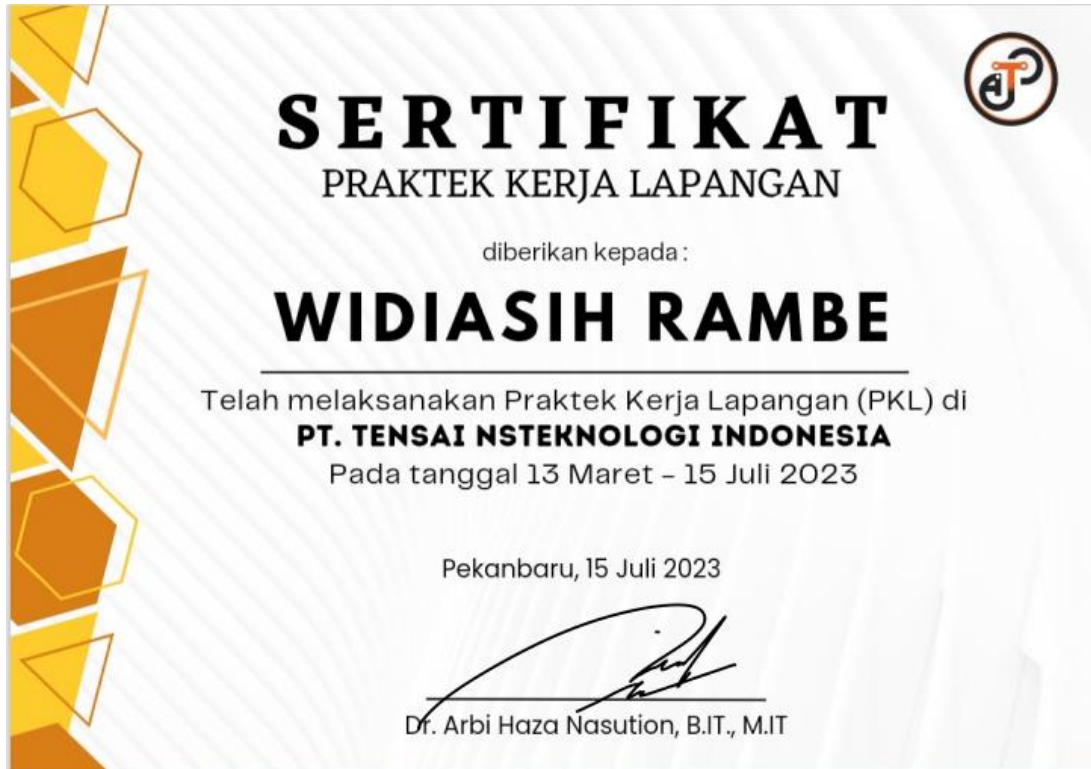 SERTIFIKAT
PRAKTEK KERJA LAPANGAN
diberikan kepada :
WIDIASIH RAMBE
Telah melaksanakan Praktek Kerja Lapangan (PKL) di
PT. TENSAI NSTEKNOLOGI INDONESIA
Pada tanggal 13 Maret – 15 Juli 2023
Pekanbaru, 15 Juli 2023
Dr. Arbi Haza Nasution, B.IT., M.IT